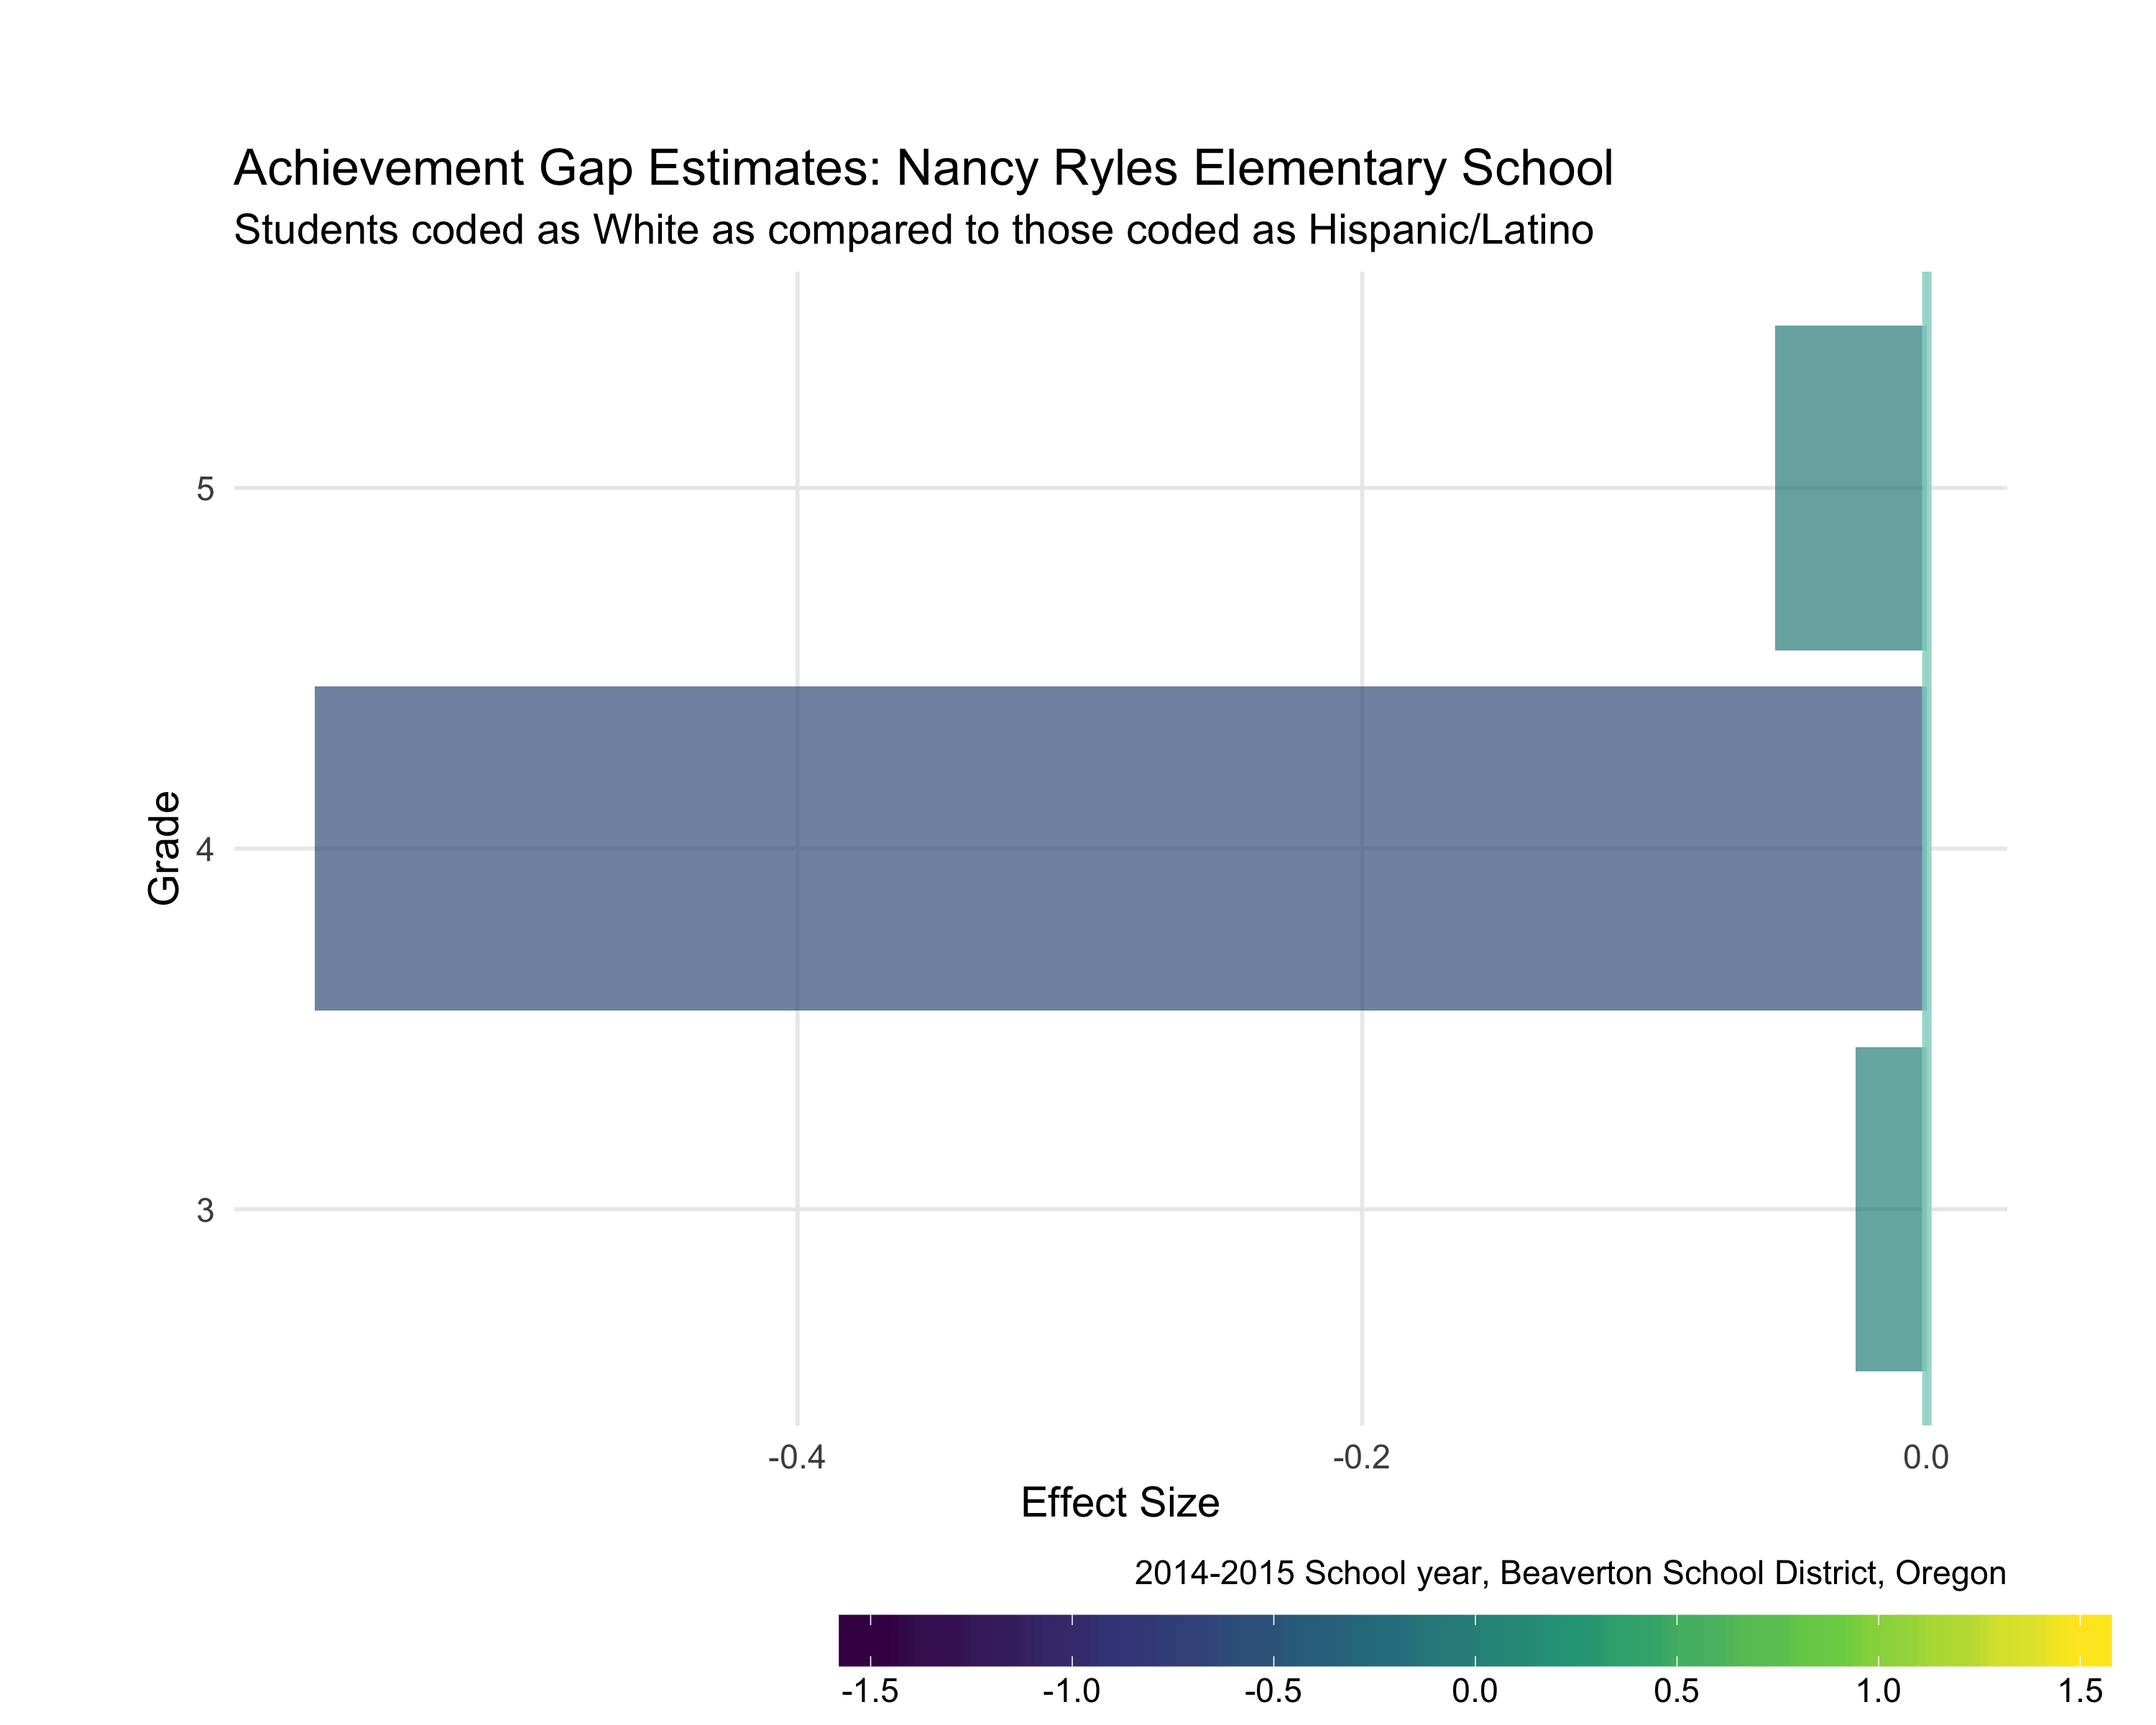 Achievement Gap Estimates: Nancy Ryles Elementary School
Students coded as White as compared to those coded as Hispanic/Latino
5
4
3
Grade
-0.4 -0.2 0.0
Effect Size
2014-2015 School year, Beaverton School District, Oregon
-1.5 -1.0 -0.5 0.0 0.5 1.0 1.5